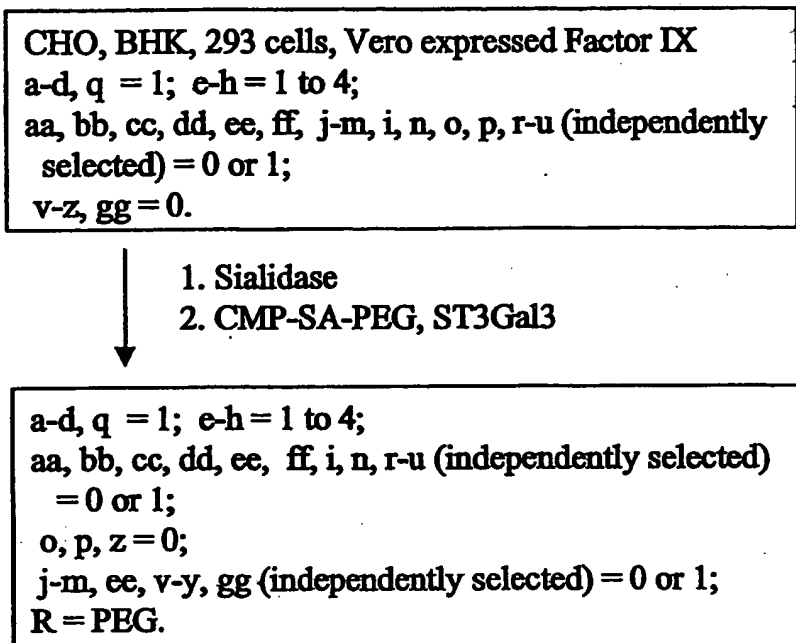 CHO, BHK, 293 cells, Vero expressed Factor IX
a-d, q = 1; e-h = 1 to 4;
aa, bb, cc, dd, ee, ff, j-m, i, n, o, p, r-u (independently
selected) = 0 or 1;
v-z, gg = 0.
1. Sialidase
2. CMP-SA-PEG, ST3Gal3
a-d, q = 1; e-h = 1 to 4;
aa, bb, cc, dd, ee, ff, i, n, r-u (independently selected)
= 0 or 1;
o, p, z = 0;
j-m, ee, v-y, gg (independently selected) = 0 or 1;
R = PEG.